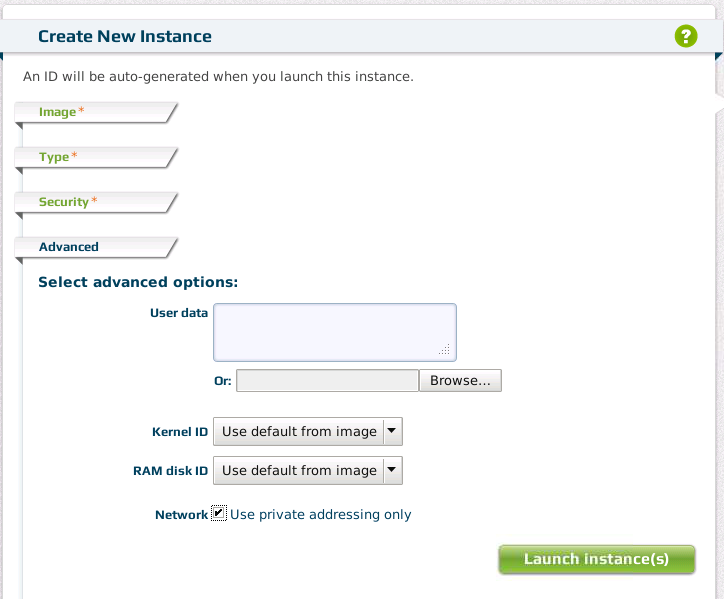 Create New Instance
?
An ID will be auto-generated when you launch this instance.
Image *
Type *
Security *
Advanced
Select advanced options:
User data
Or: Browse...
Kernel ID Use default from image
RAM disk ID Use default from image
Network Use private addressing only
Launch instance(s)